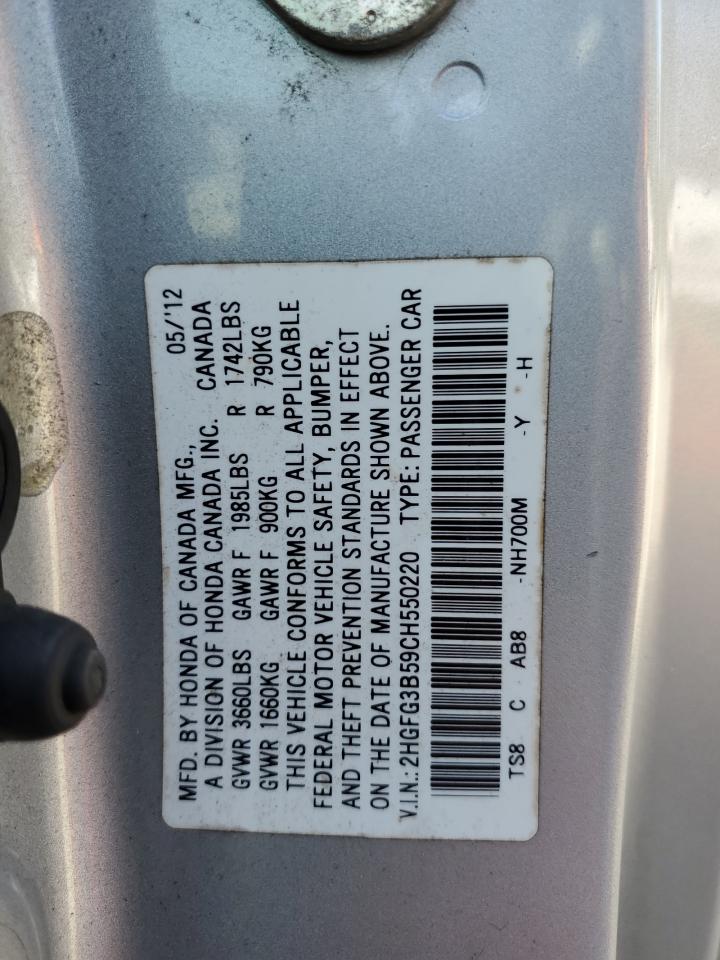 MFD. BY HONDA OF CANADA MFG., 05/'12
A DIVISION OF HONDA CANADA INC. CANADA
GVWR 3660LBS GAWR F 1985LBS R 1742LBS
GVWR 1660KG GAWR F 900KG R 790KG
THIS VEHICLE CONFORMS TO ALL APPLICABLE
FEDERAL MOTOR VEHICLE SAFETY, BUMPER,
AND THEFT PREVENTION STANDARDS IN EFFECT
ON THE DATE OF MANUFACTURE SHOWN ABOVE.
V.I.N.: 2HGFG3B59CH550220 TYPE: PASSENGER CAR
TS8 C AB8 -NH700M -Y -H